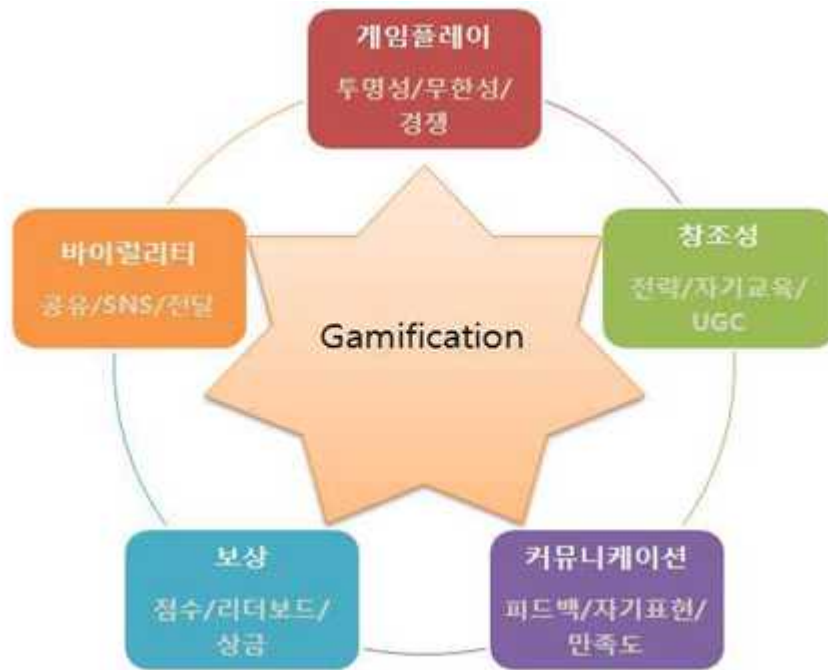 게임플레이
투명성/무한성/
경쟁
바이럴리티
공유/SNS/전달
창조성
전략/자기교육/
UGC
Gamification
보상
점수/리더보드/
상금
커뮤니케이션
피드백/자기표현/
만족도